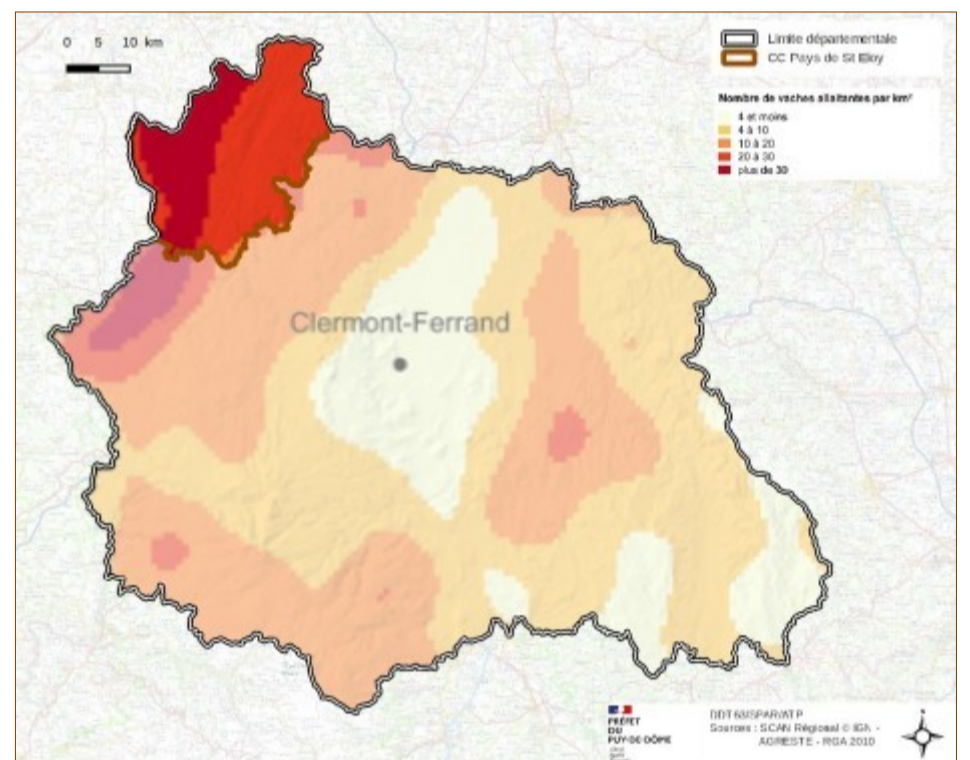 0 5 10 km
Limite départementale
CC Pays de St Eloy
Nombre de vaches allaitantes par km²
4 et moins
4 à 10
10 à 20
20 à 30
plus de 30
Clermont-Ferrand
PRÉFET
DU
PUY-DE-DÔME
DDT 63/SPAR/ATP
Sources : SCAN Régional © IGN -
AGRESTE - RGA 2010
N